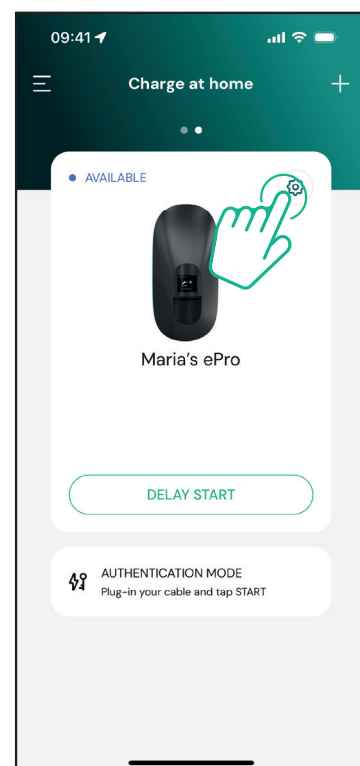 09:41
Charge at home
AVAILABLE
Maria's ePro
DELAY START
AUTHENTICATION MODE
Plug-in your cable and tap START